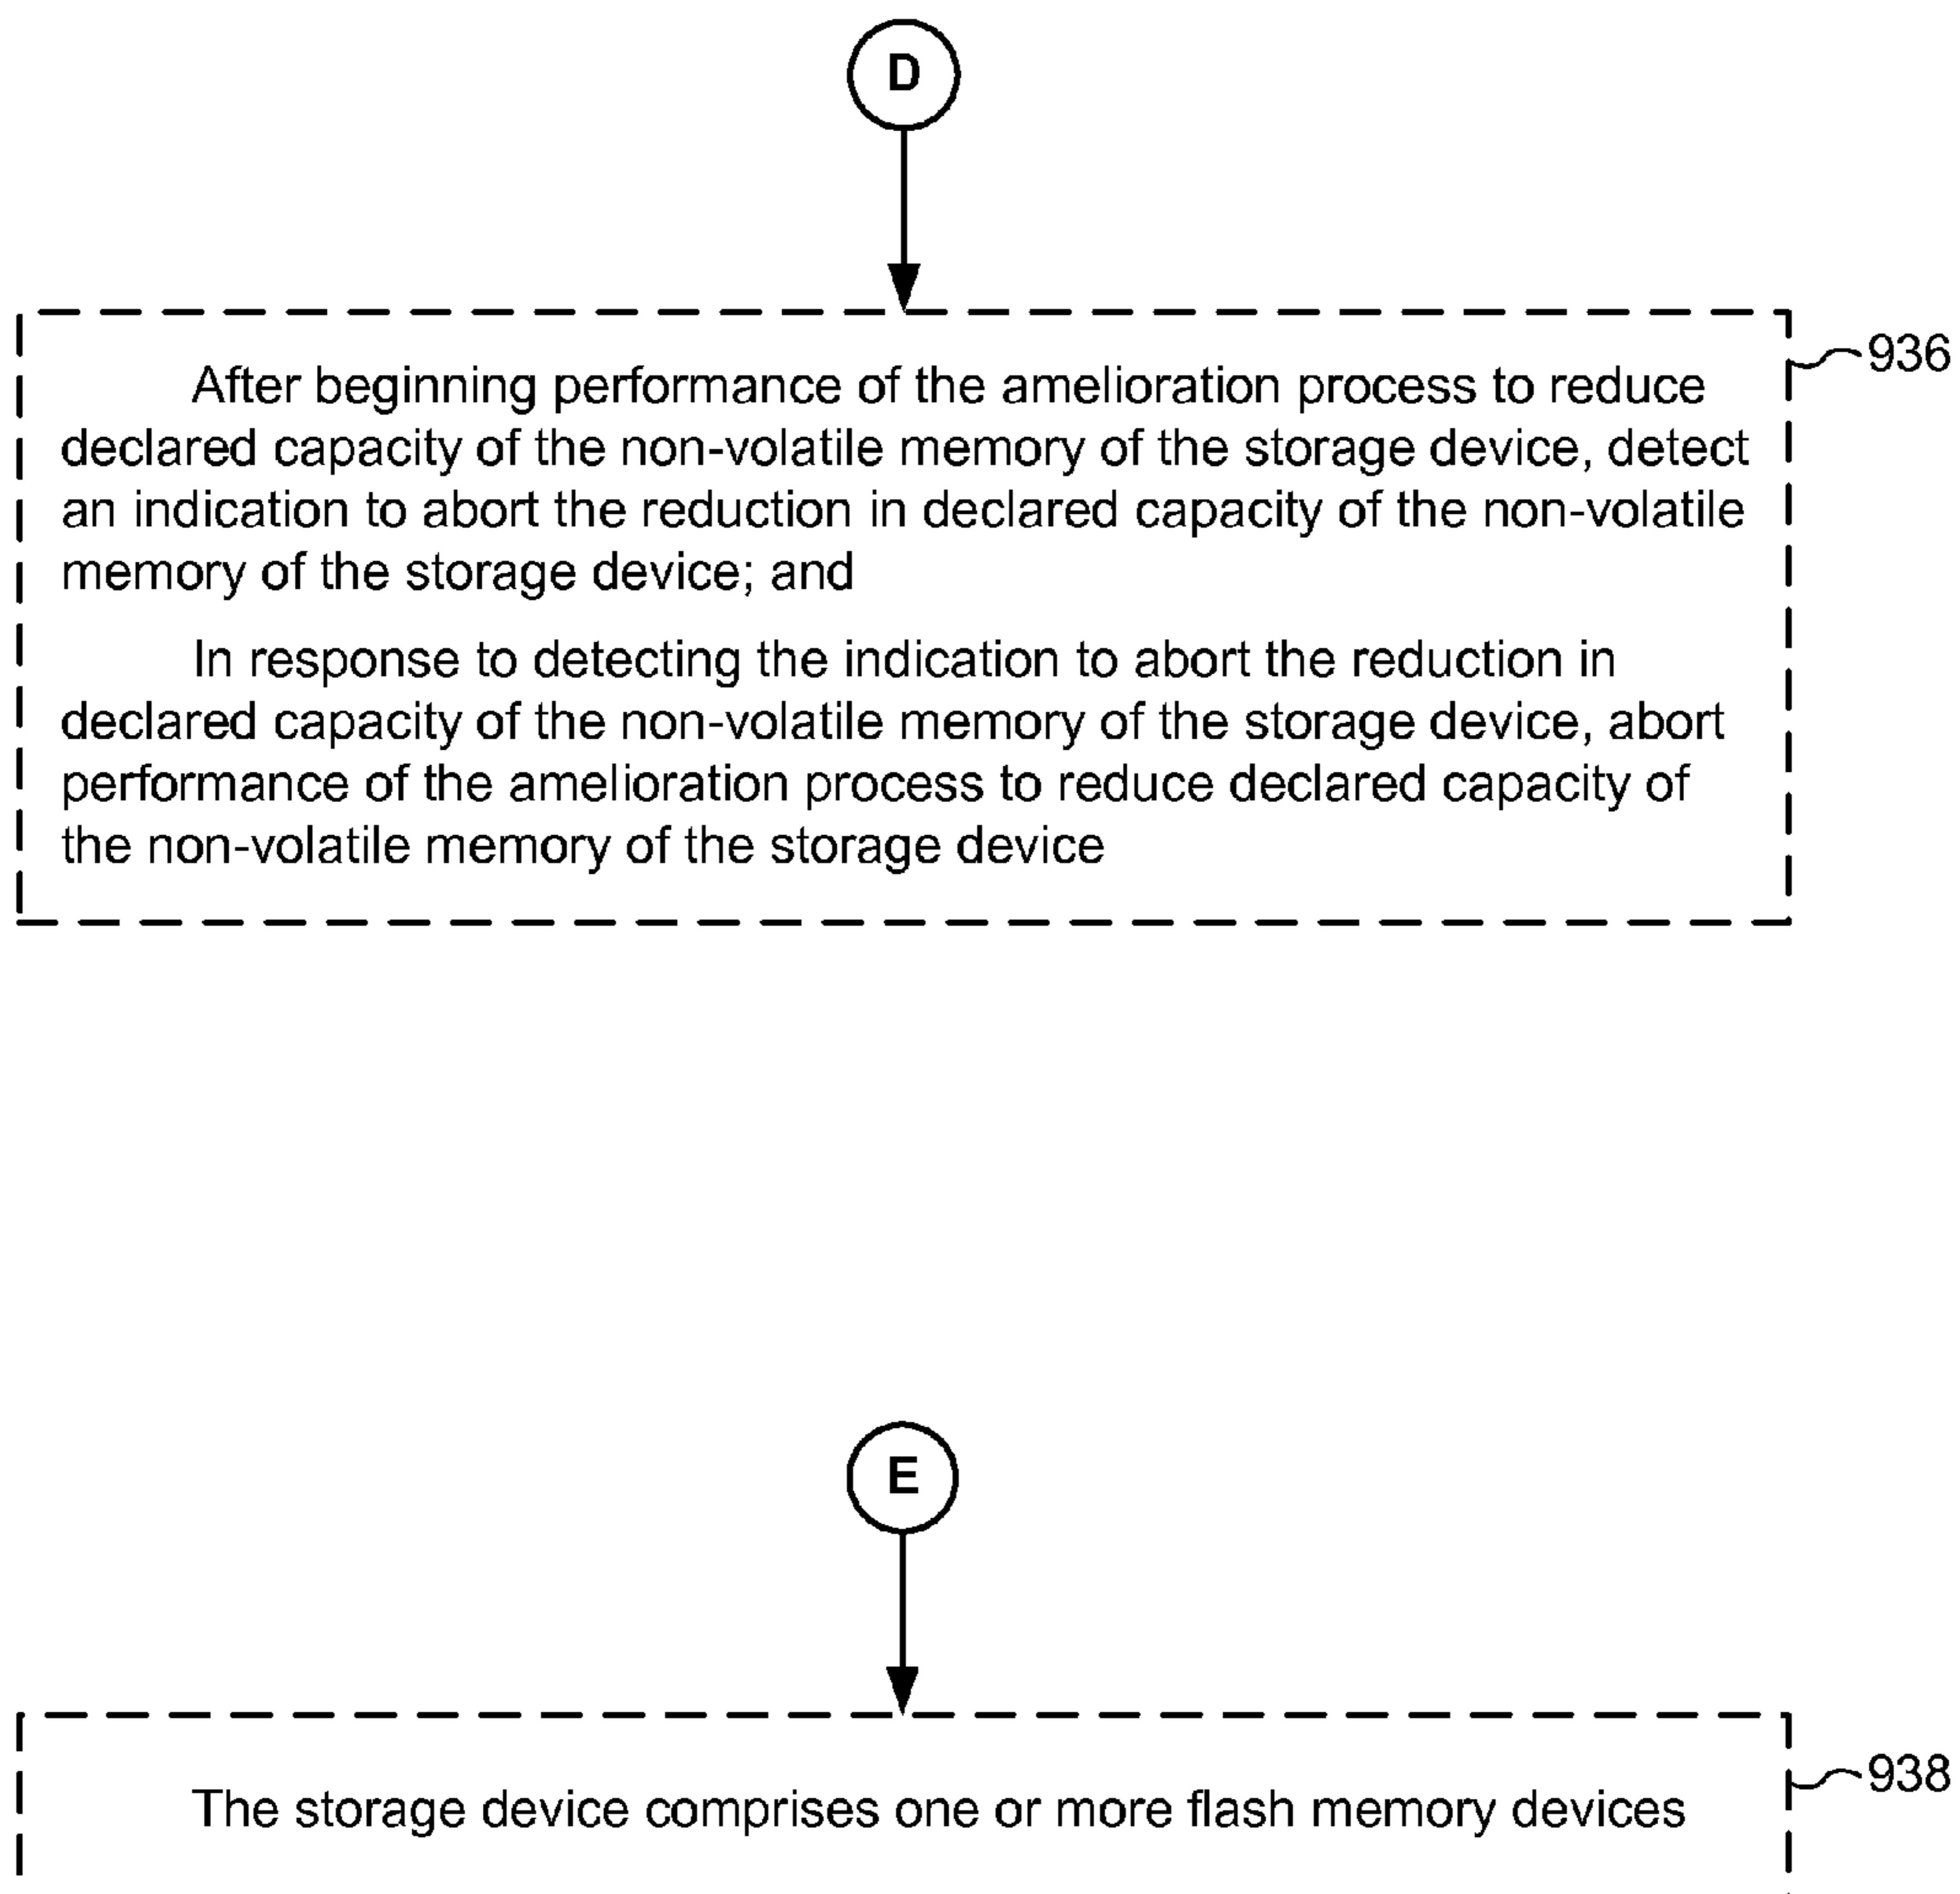 D
936
After beginning performance of the amelioration process to reduce
declared capacity of the non-volatile memory of the storage device, detect
an indication to abort the reduction in declared capacity of the non-volatile
memory of the storage device; and
In response to detecting the indication to abort the reduction in
declared capacity of the non-volatile memory of the storage device, abort
performance of the amelioration process to reduce declared capacity of
the non-volatile memory of the storage device
E
938
The storage device comprises one or more flash memory devices